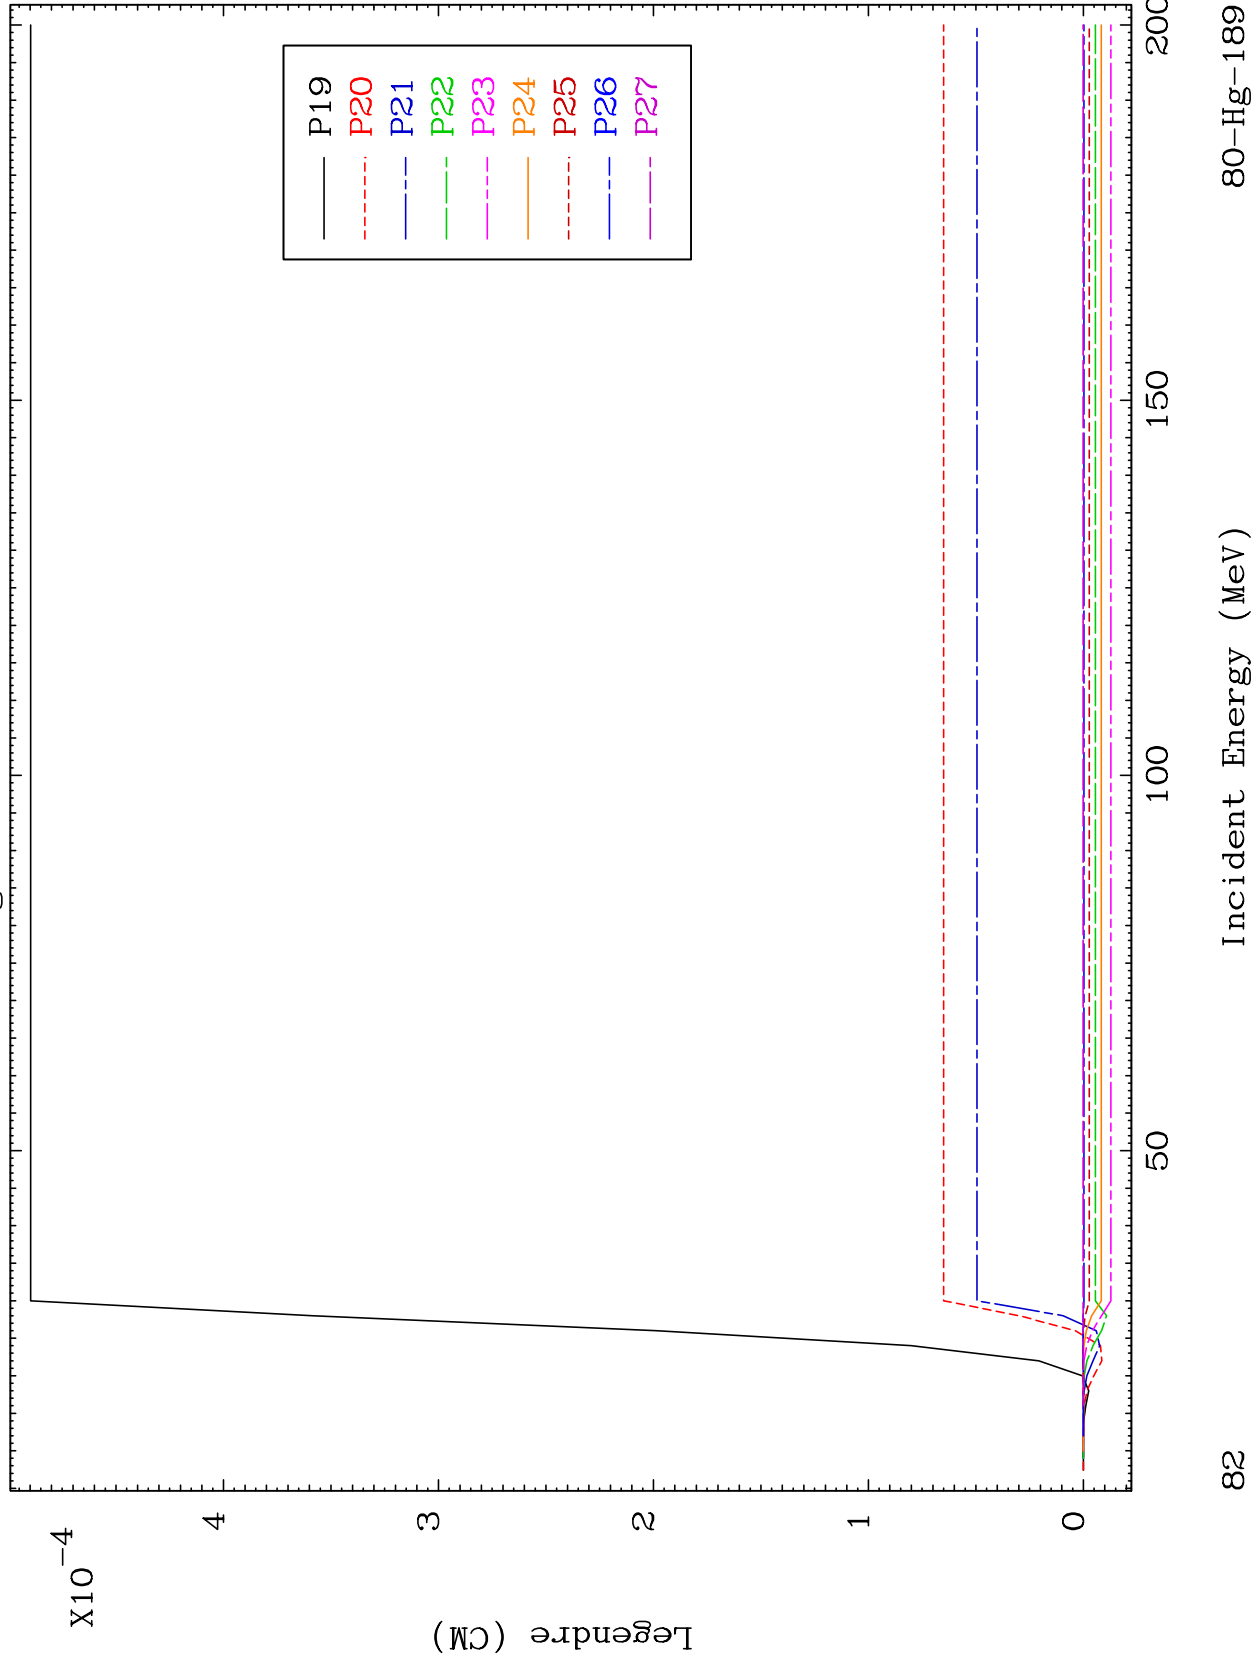 X10-4
4
3
2
1
0
Legendre (CM)
P19
P20
P21
P22
P23
P24
P25
P26
P27
50
100
150
200
Incident Energy (MeV)
82
80-Hg-189